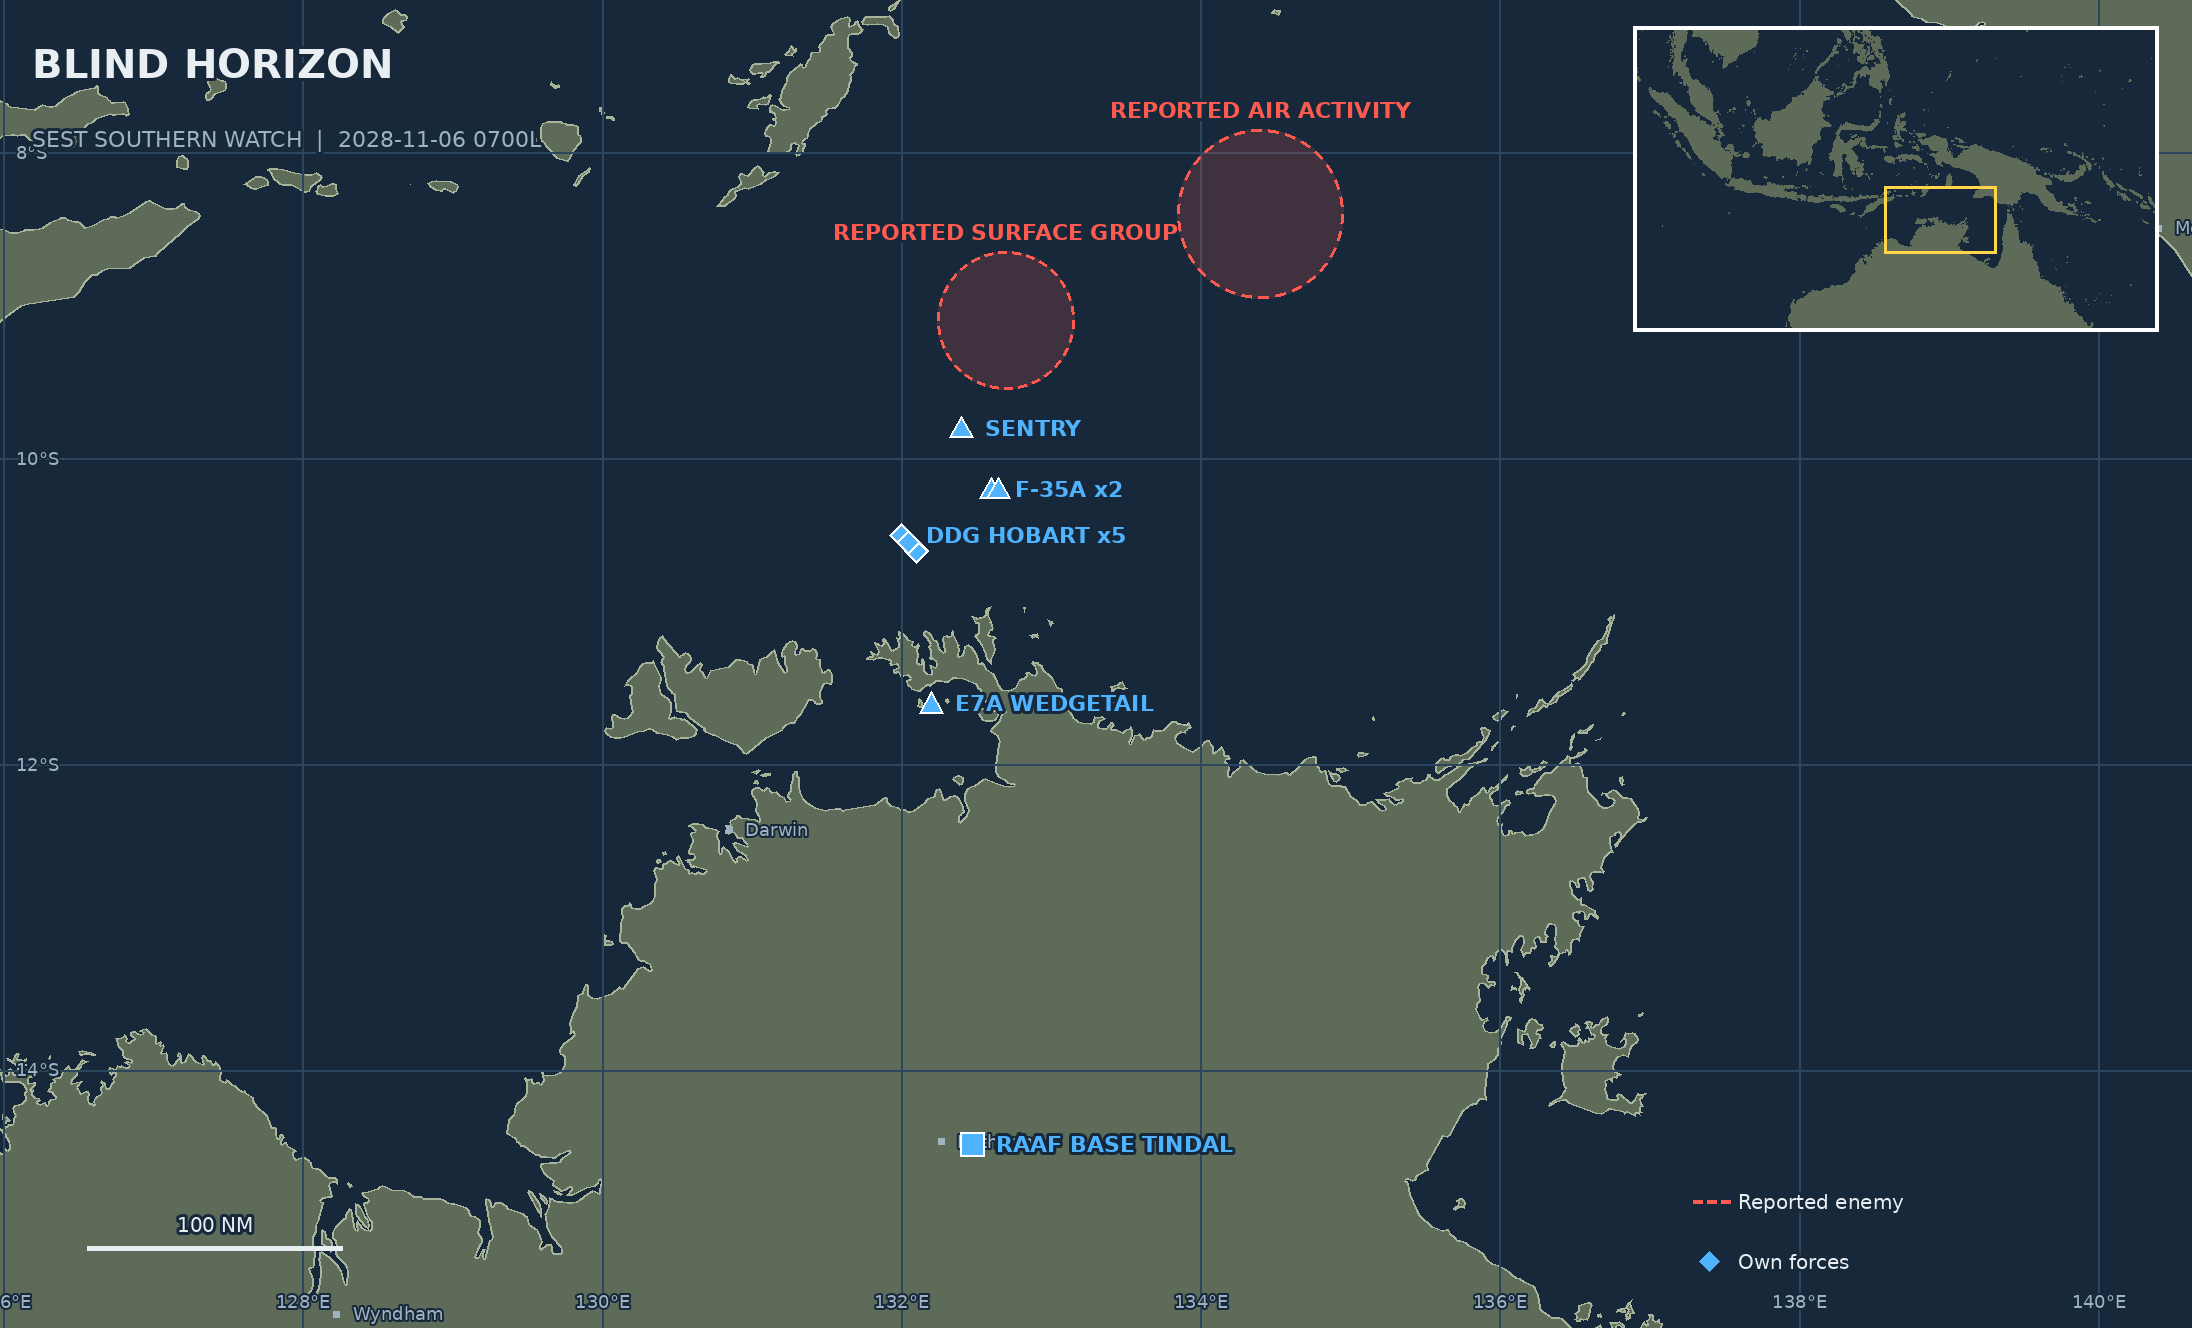 BLIND HORIZON
SEST SOUTHERN WATCH | 2028-11-06 0700L
8°S
REPORTED AIR ACTIVITY
REPORTED SURFACE GROUP
SENTRY
10°S
F-35A x2
DDG HOBART x5
E7A WEDGETAIL
12°S
Darwin
14°S
RAAF BASE TINDAL
100 NM
Reported enemy
Own forces
6°E
128°E
130°E
132°E
134°E
136°E
138°E
140°E
Wyndham